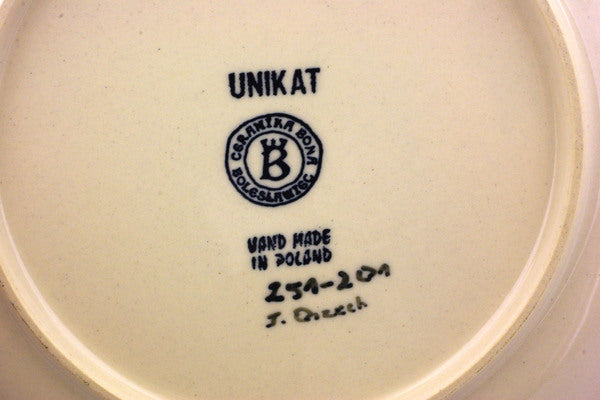 UNIKAT
CERAMIKA BONA
B
BOLESŁAWIEC
HAND MADE
IN POLAND
251-201
J.